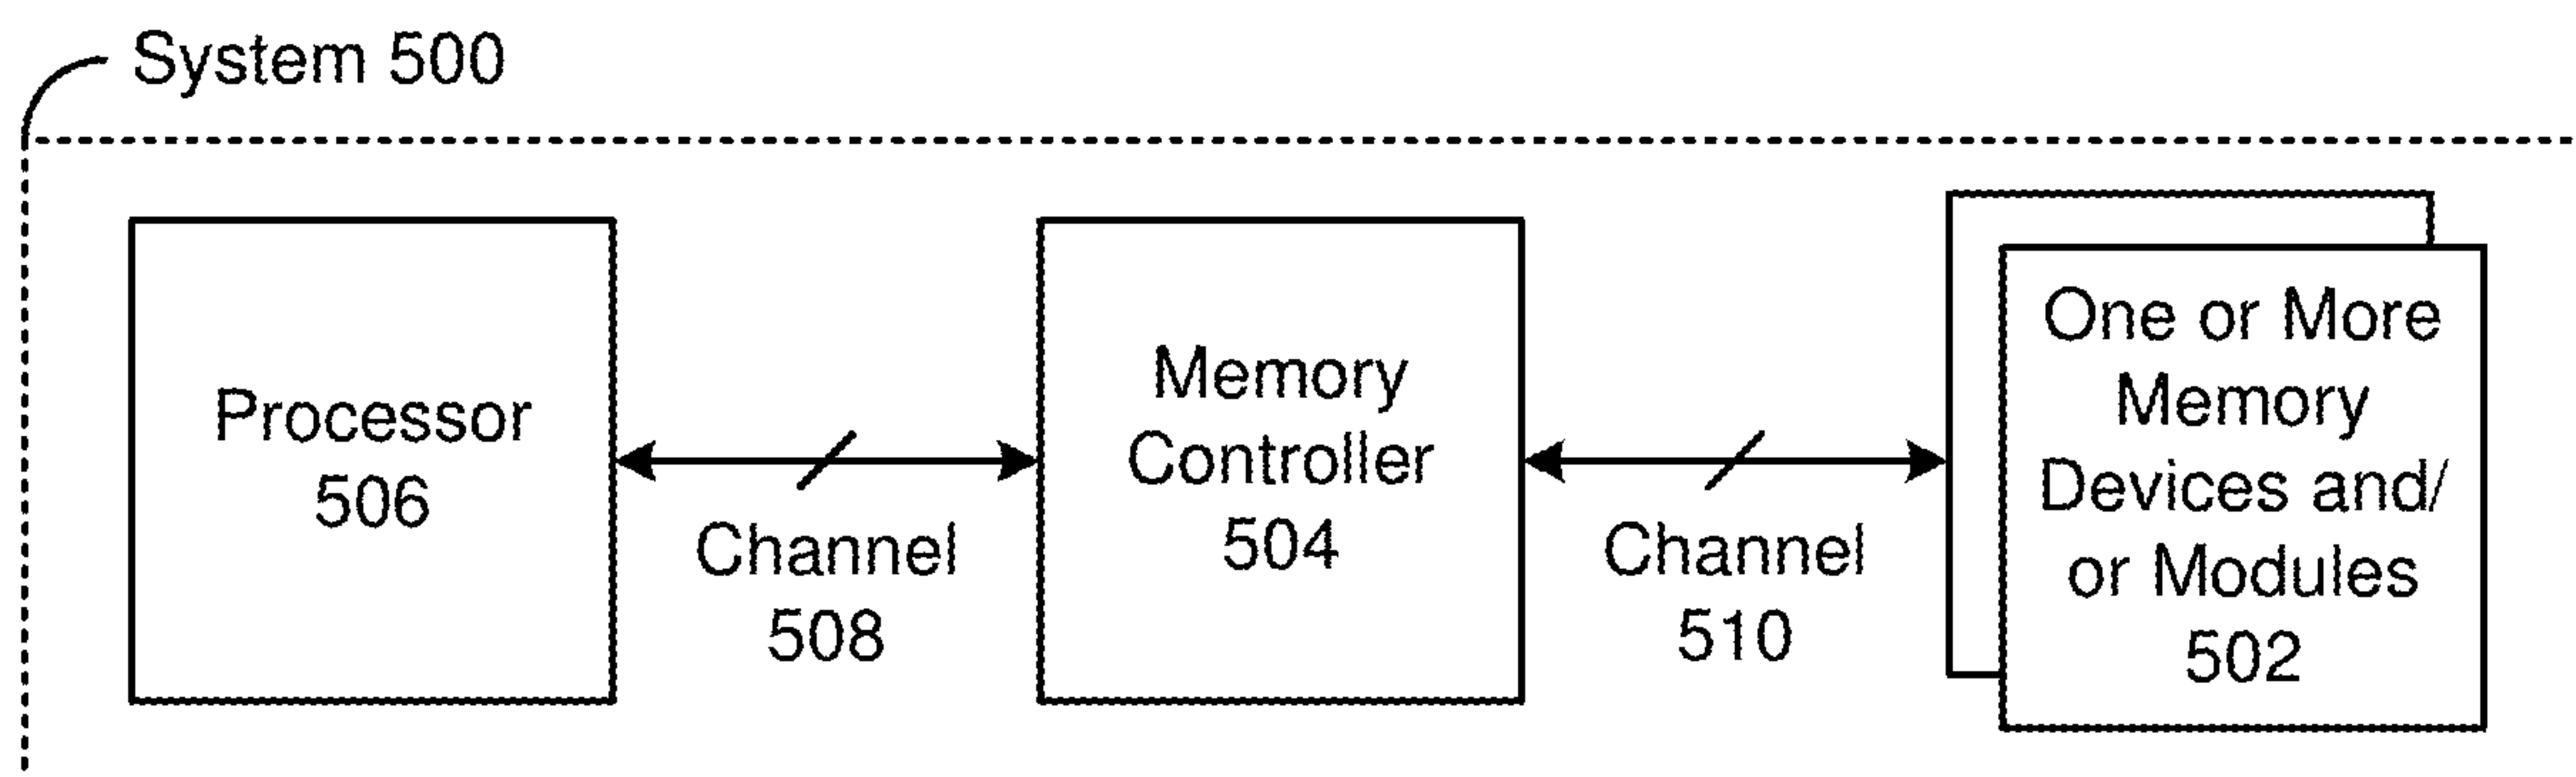 System 500
Processor
506
Channel
508
Memory
Controller
504
Channel
510
One or More
Memory
Devices and/
or Modules
502